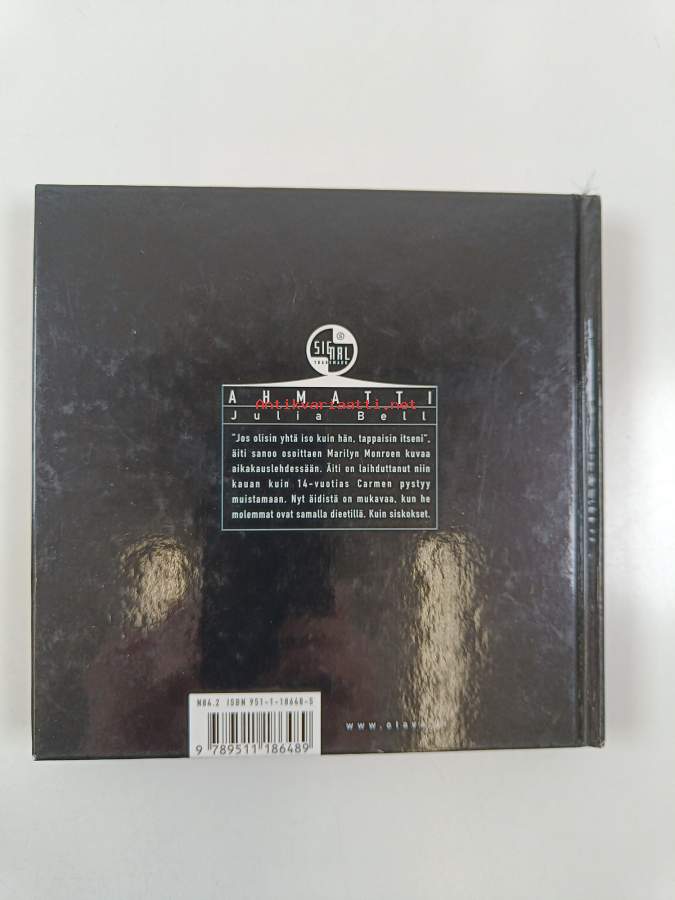 SIGNAL
TRADEMARK
AHMATTI
Antikvariaatti.net
Julia Bell
"Jos olisin yhtä iso kuin hän, tappaisin itseni",
äiti sanoo osoittaen Marilyn Monroen kuvaa
aikakauslehdessään. Äiti on laihduttanut niin
kauan kuin 14-vuotias Carmen pystyy
muistamaan. Nyt äidistä on mukavaa, kun he
molemmat ovat samalla dieetillä. Kuin siskokset.
N84.2 ISBN 951-1-18648-5
9 789511 186489